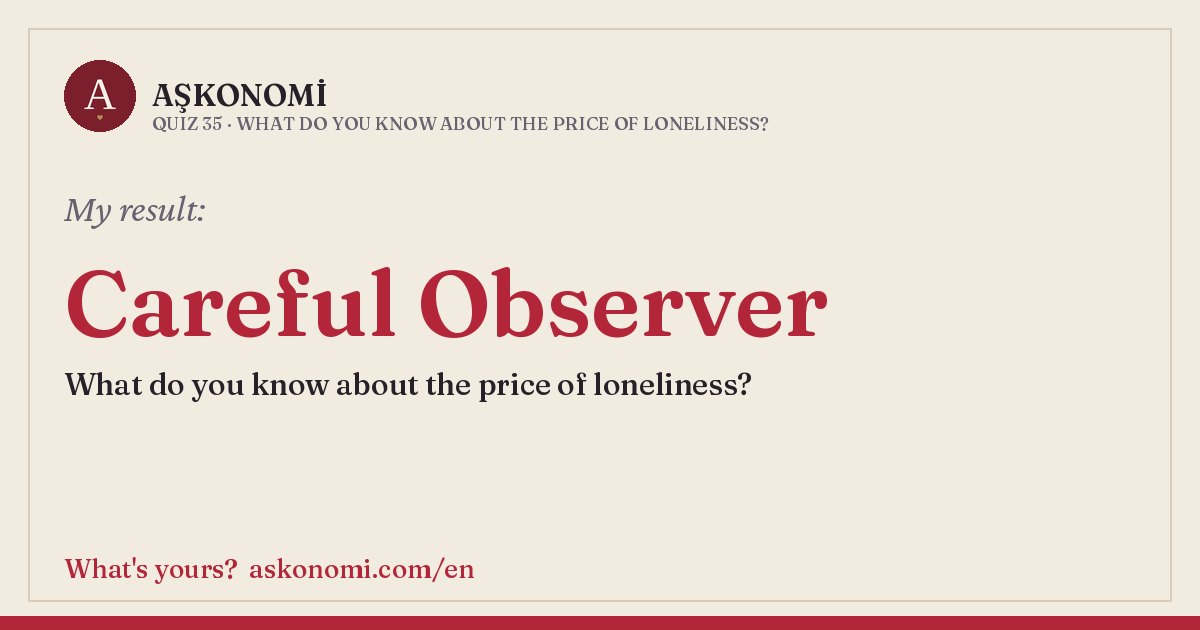 A
AŞKONOMİ
QUIZ 35 · WHAT DO YOU KNOW ABOUT THE PRICE OF LONELINESS?
My result:
Careful Observer
What do you know about the price of loneliness?
What's yours? askonomi.com/en